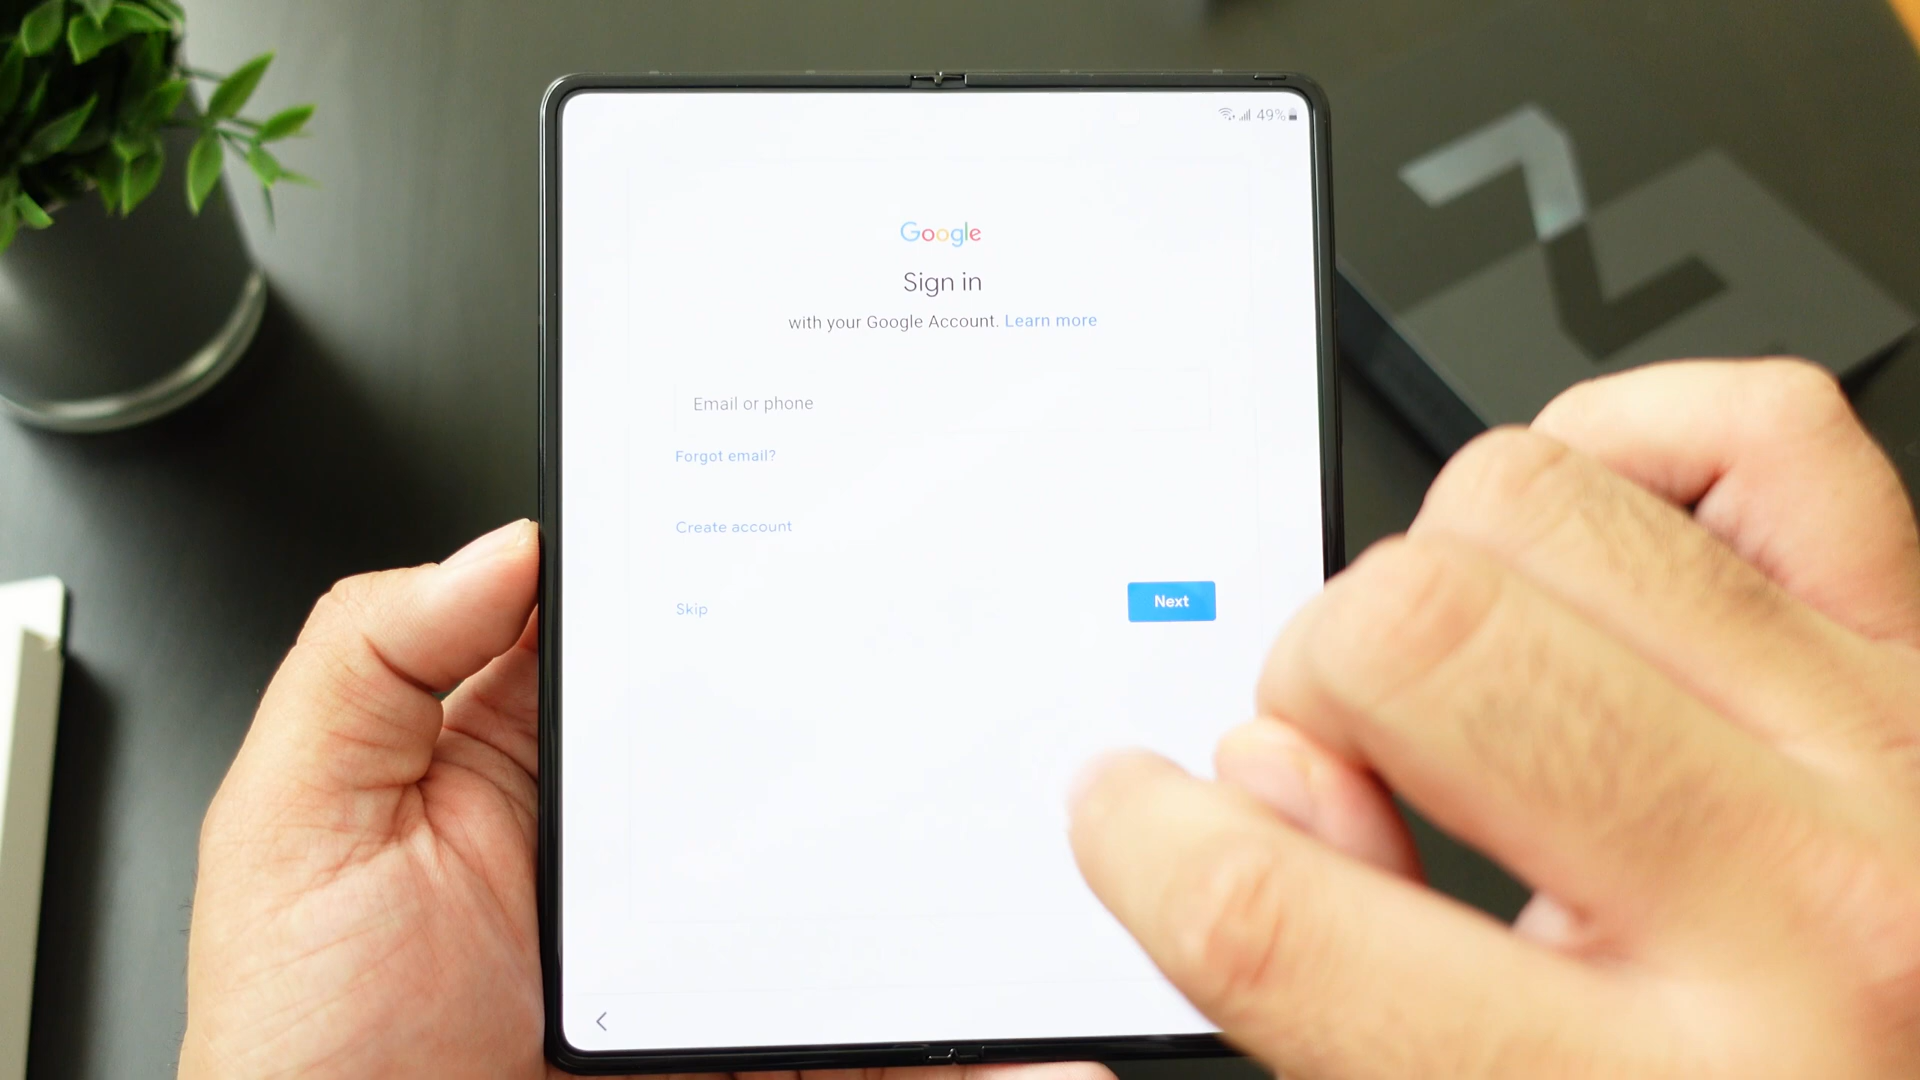 49%
Google
Sign in
with your Google Account. Learn more
Email or phone
Forgot email?
Create account
Skip
Next
Z